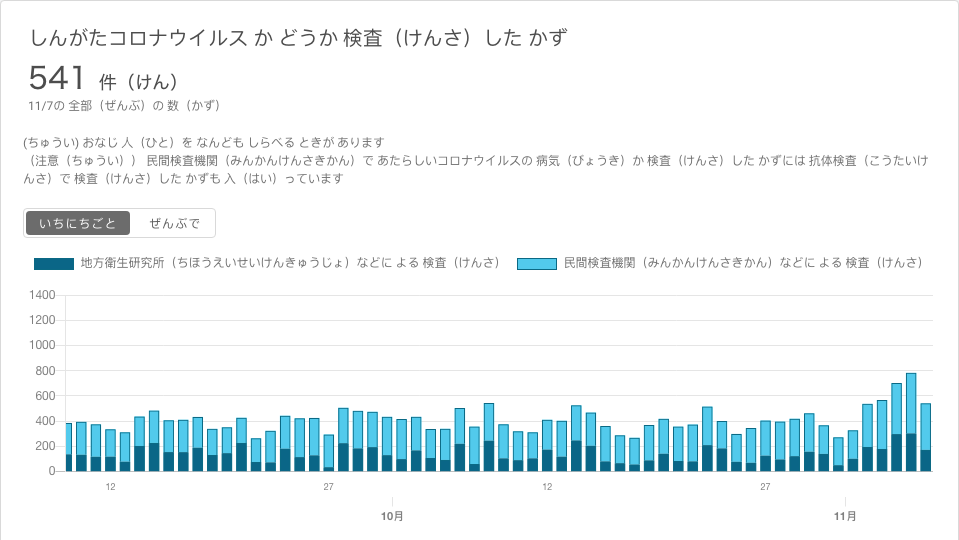 しんがたコロナウイルス か どうか 検査（けんさ）した かず
541 件（けん）
11/7の 全部（ぜんぶ）の 数（かず）
(ちゅうい) おなじ 人（ひと）を なんども しらべる ときが あります
（注意（ちゅうい）） 民間検査機関（みんかんけんさきかん）で あたらしいコロナウイルスの 病気（びょうき）か 検査（けんさ）した かずには 抗体検査（こうたいけ
んさ）で 検査（けんさ）した かずも 入（はい）っています
いちにちごと ぜんぶで
地方衛生研究所（ちほうえいせいけんきゅうじょ）などに よる 検査（けんさ） 民間検査機関（みんかんけんさきかん）などに よる 検査（けんさ）
1400
1200
1000
800
600
400
200
0
12 27 12 27
10月 11月